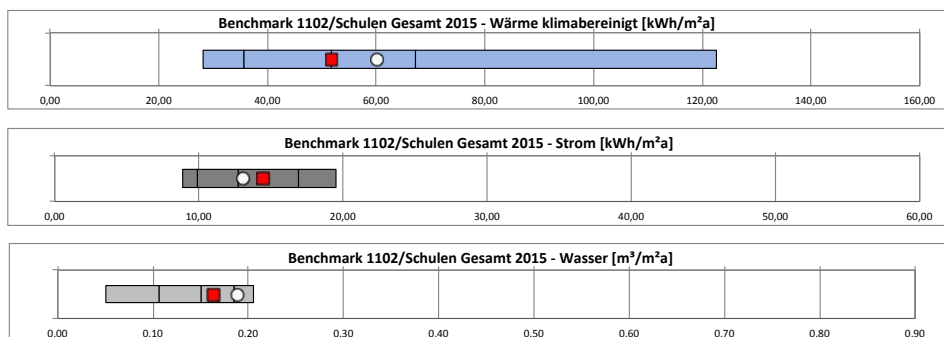 Benchmark 1102/Schulen Gesamt 2015 - Wärme klimabereinigt [kWh/m²a]
0,00 20,00 40,00 60,00 80,00 100,00 120,00 140,00 160,00
Benchmark 1102/Schulen Gesamt 2015 - Strom [kWh/m²a]
0,00 10,00 20,00 30,00 40,00 50,00 60,00
Benchmark 1102/Schulen Gesamt 2015 - Wasser [m³/m²a]
0,00 0,10 0,20 0,30 0,40 0,50 0,60 0,70 0,80 0,90